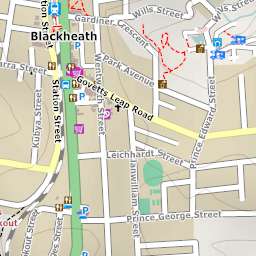 Wills Street
Gardiner Crescent
Blackheath
Park Avenue
Wentworth Street
Govetts Leap Road
Station Street
Station Street
Kubya Street
Prince Edward Street
Leichhardt Street
Prince George Street